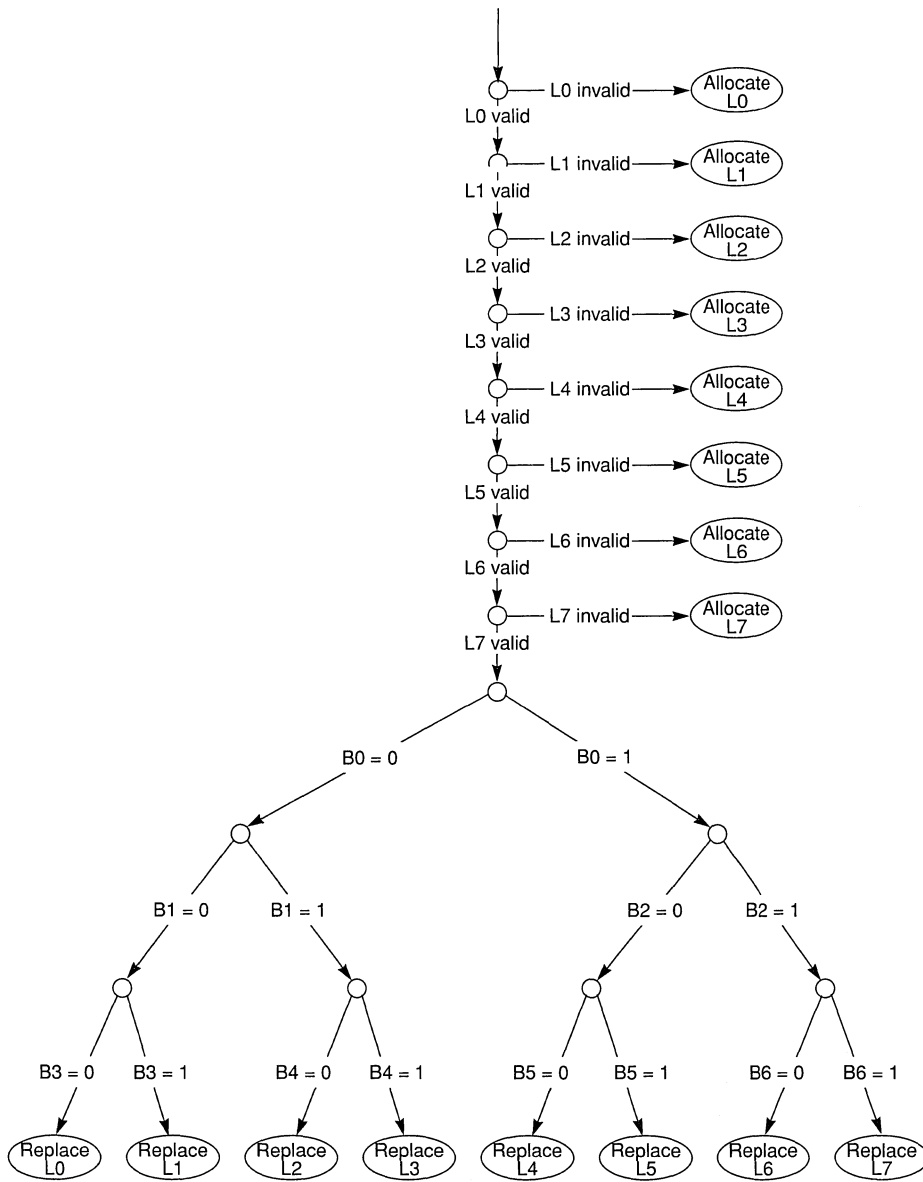 L0 invalid
Allocate
L0
L0 valid
L1 invalid
Allocate
L1
L1 valid
L2 invalid
Allocate
L2
L2 valid
L3 invalid
Allocate
L3
L3 valid
L4 invalid
Allocate
L4
L4 valid
L5 invalid
Allocate
L5
L5 valid
L6 invalid
Allocate
L6
L6 valid
L7 invalid
Allocate
L7
L7 valid
B0 = 0
B0 = 1
B1 = 0
B1 = 1
B2 = 0
B2 = 1
B3 = 0
B3 = 1
B4 = 0
B4 = 1
B5 = 0
B5 = 1
B6 = 0
B6 = 1
Replace
L0
Replace
L1
Replace
L2
Replace
L3
Replace
L4
Replace
L5
Replace
L6
Replace
L7